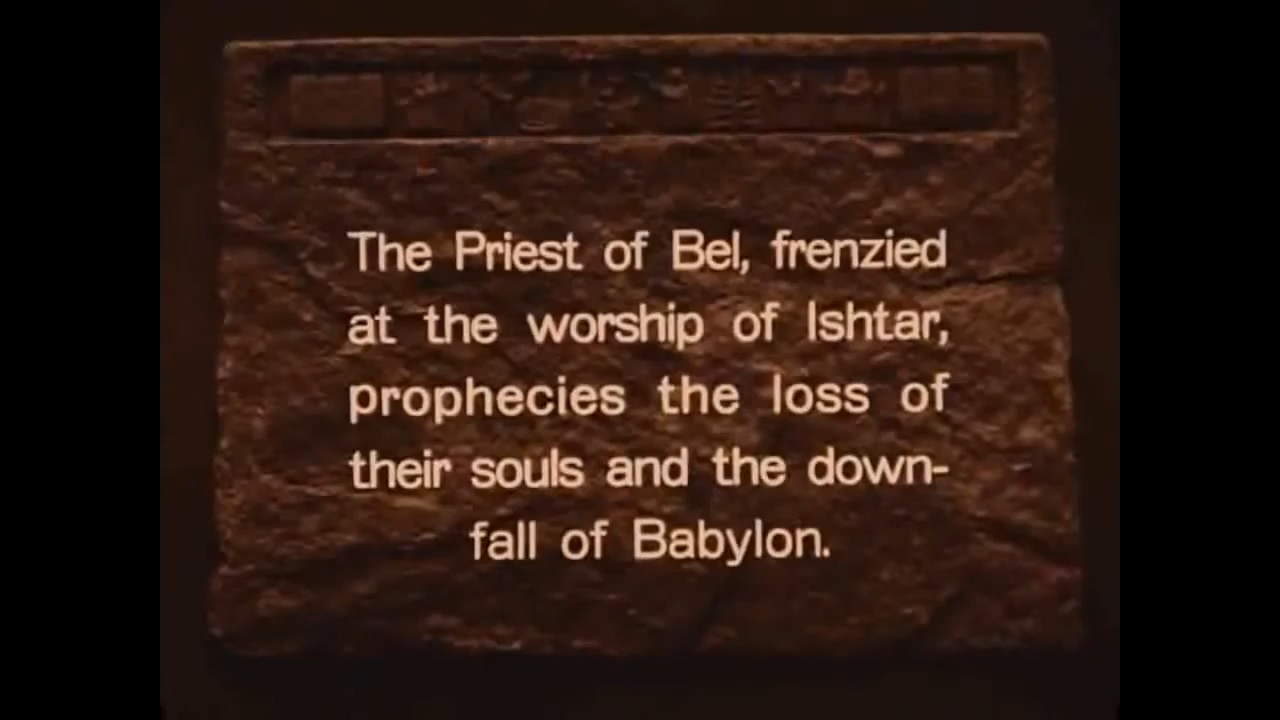 The Priest of Bel, frenzied
at the worship of Ishtar,
prophecies the loss of
their souls and the down-
fall of Babylon.